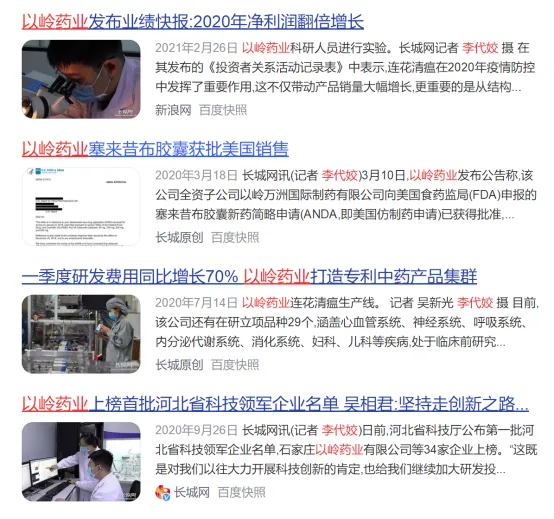 以岭药业发布业绩快报:2020年净利润翻倍增长
2021年2月26日 以岭药业科研人员进行实验。长城网记者 李代姣 摄 在
其发布的《投资者关系活动记录表》中表示,连花清瘟在2020年疫情防控
中发挥了重要作用,这不仅带动产品销量大幅增长,更重要的是从结构...
新浪网 百度快照
以岭药业塞来昔布胶囊获批美国销售
2020年3月18日 长城网讯(记者 李代姣)3月10日,以岭药业发布公告称,该
公司全资子公司以岭万洲国际制药有限公司向美国食药监局(FDA)申报的
塞来昔布胶囊新药简略申请(ANDA,即美国仿制药申请)已获得批准,...
长城原创 百度快照
一季度研发费用同比增长70% 以岭药业打造专利中药产品集群
2020年7月14日 以岭药业连花清瘟生产线。 记者 吴新光 李代姣 摄 目前,
该公司还有在研立项品种29个,涵盖心血管系统、神经系统、呼吸系统、
内分泌代谢系统、消化系统、妇科、儿科等疾病,处于临床前研究...
长城原创 百度快照
以岭药业上榜首批河北省科技领军企业名单 吴相君:坚持走创新之路...
2020年9月26日 长城网讯(记者 李代姣)日前,河北省科技厅公布第一批河
北省科技领军企业名单,石家庄以岭药业有限公司等34家企业上榜。“这既
是对我们以往大力开展科技创新的肯定,也给我们继续加大研发投...
长城网 百度快照